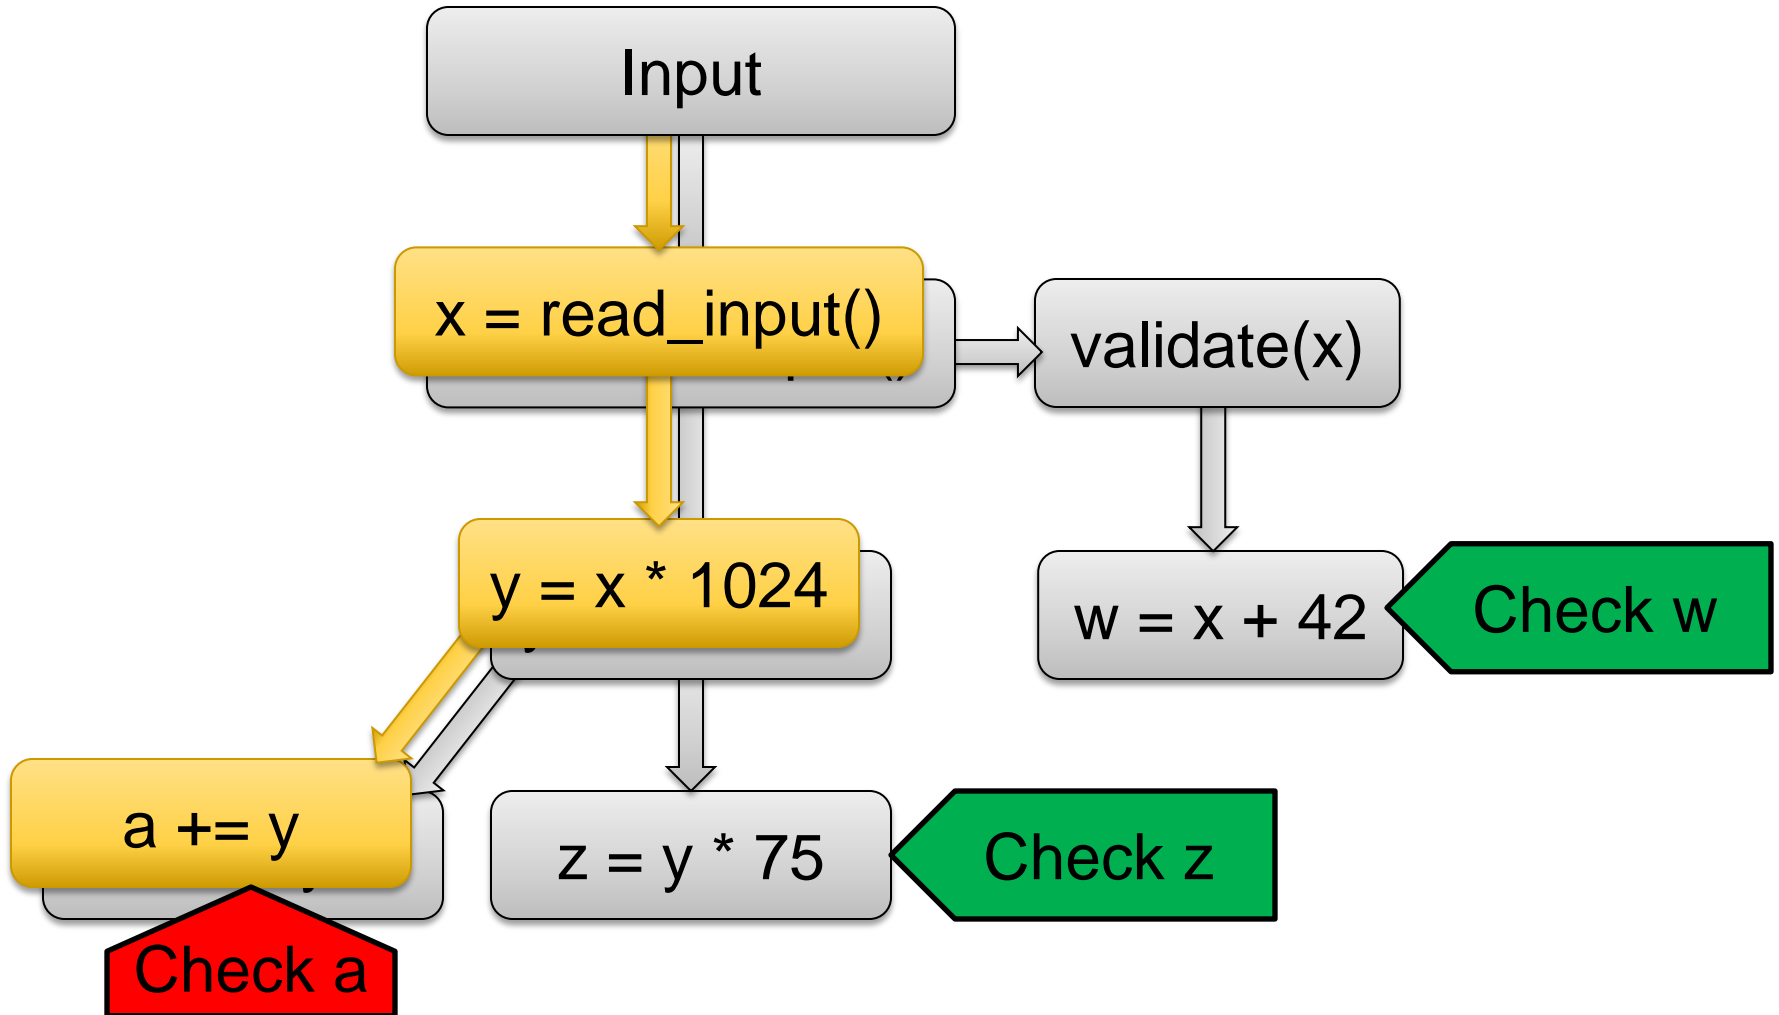 Input
x = read_input()
validate(x)
y = x * 1024
w = x + 42
Check w
a += y
z = y * 75
Check z
Check a